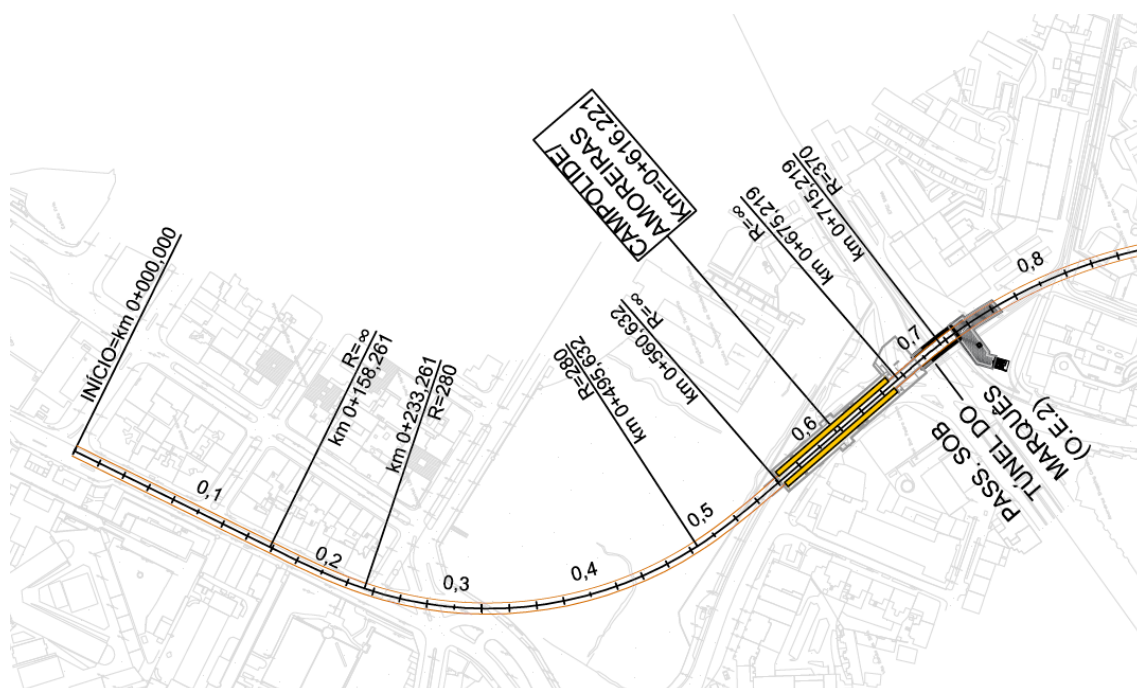 INÍCIO=km 0+000,000
0,1
R=∞
km 0+158,261
0,2
km 0+233,261
R=280
0,3
0,4
R=280
km 0+495,632
0,5
km 0+560,632
R=∞
CAMPOLIDE/
AMOREIRAS
Km=0+616.221
0,6
R=∞
km 0+675,219
km 0+715,219
R=370
0,7
PASS. SOB
TÚNEL DO
MARQUÊS
(O.E.2)
0,8